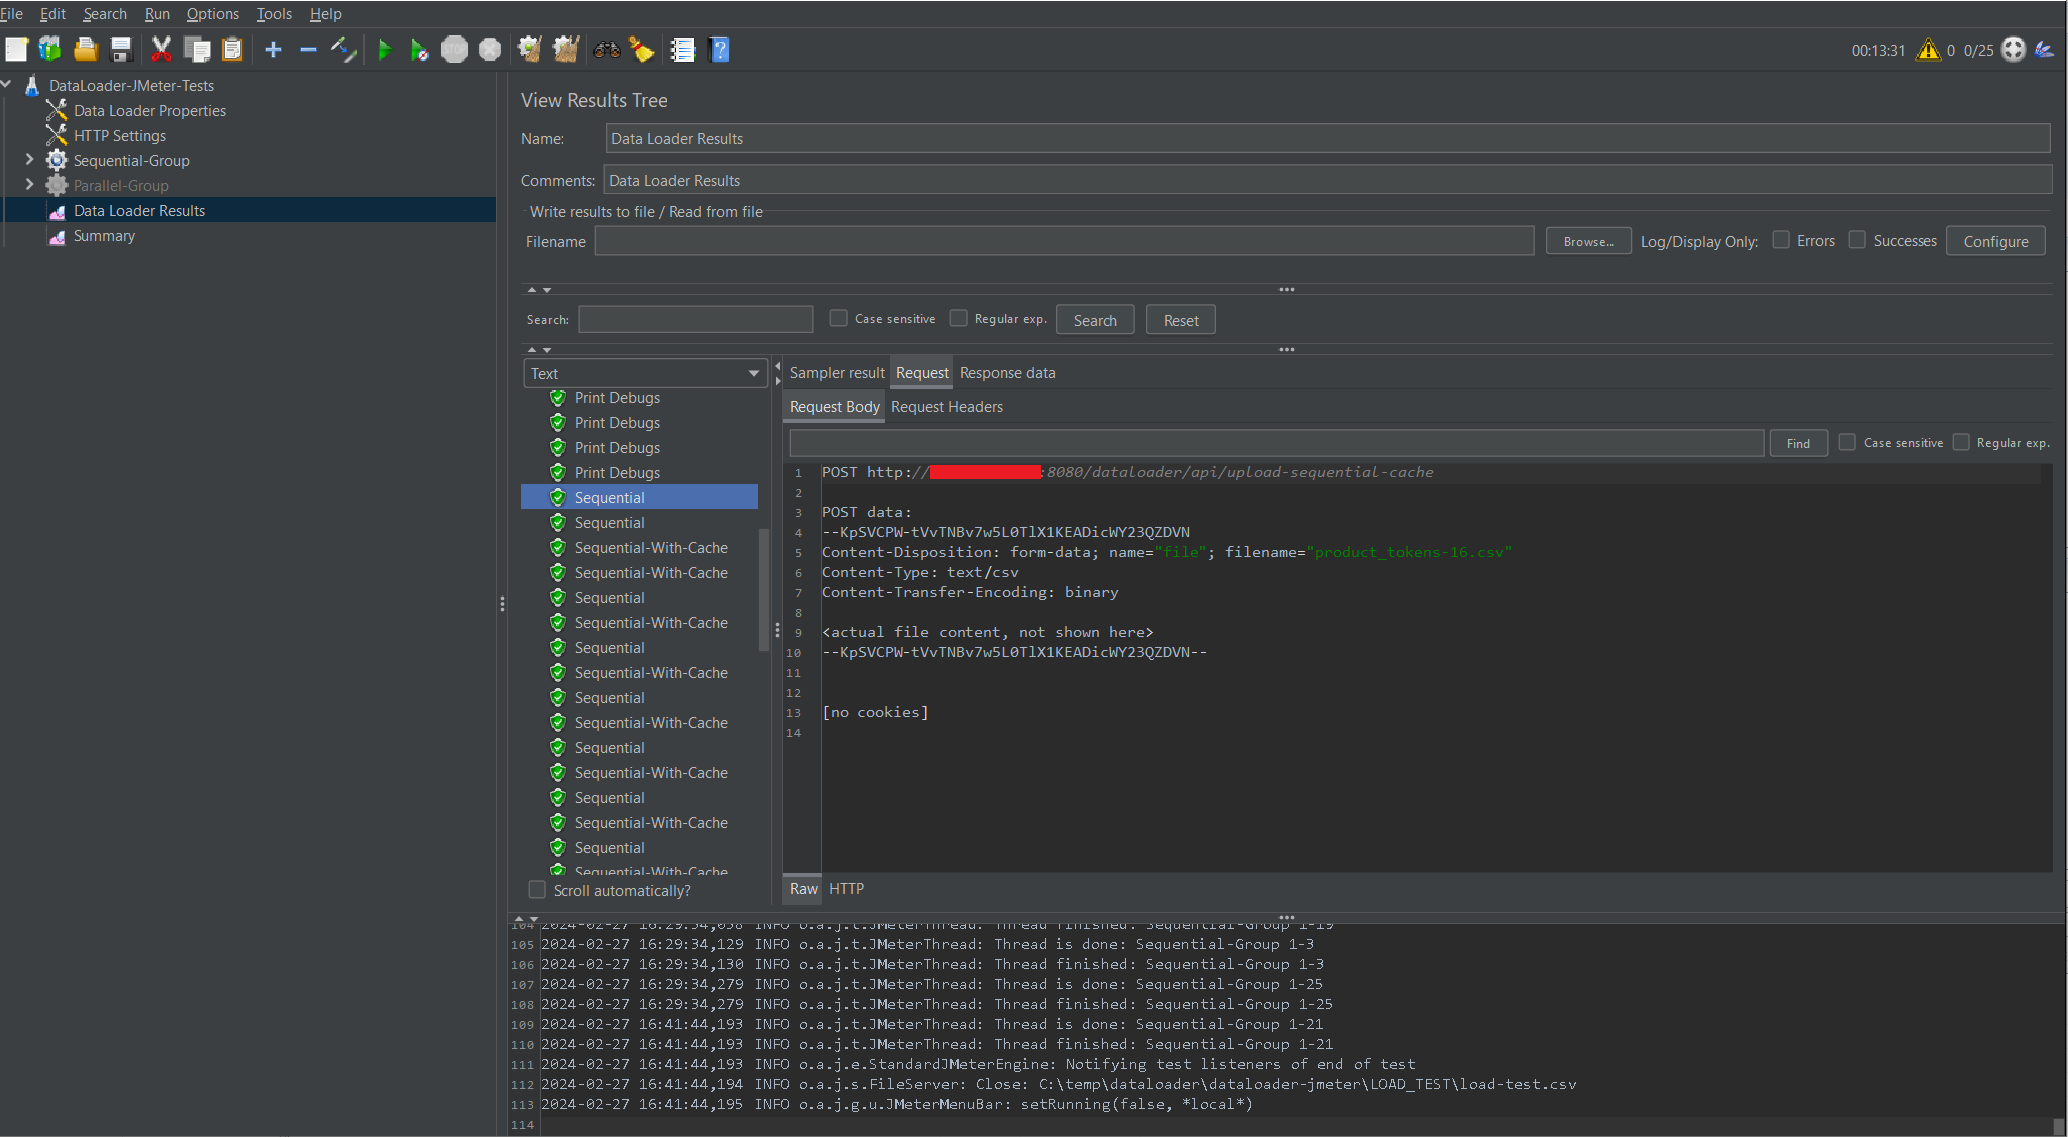 File Edit Search Run Options Tools Help
00:13:31 0 0/25
DataLoader-JMeter-Tests
Data Loader Properties
HTTP Settings
Sequential-Group
Parallel-Group
Data Loader Results
Summary
View Results Tree
Name: Data Loader Results
Comments: Data Loader Results
Write results to file / Read from file
Filename Browse... Log/Display Only: Errors Successes Configure
Search: Case sensitive Regular exp. Search Reset
Text
Print Debugs
Print Debugs
Print Debugs
Print Debugs
Sequential
Sequential
Sequential-With-Cache
Sequential-With-Cache
Sequential
Sequential-With-Cache
Sequential
Sequential-With-Cache
Sequential
Sequential-With-Cache
Sequential
Sequential-With-Cache
Sequential
Sequential-With-Cache
Sequential
Sequential-With-Cache
Scroll automatically?
Sampler result Request Response data
Request Body Request Headers
Find Case sensitive Regular exp.
1 POST http:// :8080/dataloader/api/upload-sequential-cache
2
3 POST data:
4 --KpSVCPW-tVvTNBv7w5L0TlX1KEADicWY23QZDVN
5 Content-Disposition: form-data; name="file"; filename="product_tokens-16.csv"
6 Content-Type: text/csv
7 Content-Transfer-Encoding: binary
8
9 <actual file content, not shown here>
10 --KpSVCPW-tVvTNBv7w5L0TlX1KEADicWY23QZDVN--
11
12
13 [no cookies]
14
Raw HTTP
104 2024-02-27 16:29:34,058 INFO o.a.j.t.JMeterThread: Thread finished: Sequential-Group 1-19
105 2024-02-27 16:29:34,129 INFO o.a.j.t.JMeterThread: Thread is done: Sequential-Group 1-3
106 2024-02-27 16:29:34,130 INFO o.a.j.t.JMeterThread: Thread finished: Sequential-Group 1-3
107 2024-02-27 16:29:34,279 INFO o.a.j.t.JMeterThread: Thread is done: Sequential-Group 1-25
108 2024-02-27 16:29:34,279 INFO o.a.j.t.JMeterThread: Thread finished: Sequential-Group 1-25
109 2024-02-27 16:41:44,193 INFO o.a.j.t.JMeterThread: Thread is done: Sequential-Group 1-21
110 2024-02-27 16:41:44,193 INFO o.a.j.t.JMeterThread: Thread finished: Sequential-Group 1-21
111 2024-02-27 16:41:44,193 INFO o.a.j.e.StandardJMeterEngine: Notifying test listeners of end of test
112 2024-02-27 16:41:44,194 INFO o.a.j.s.FileServer: Close: C:\temp\dataloader\dataloader-jmeter\LOAD_TEST\load-test.csv
113 2024-02-27 16:41:44,195 INFO o.a.j.g.u.JMeterMenuBar: setRunning(false, *local*)
114